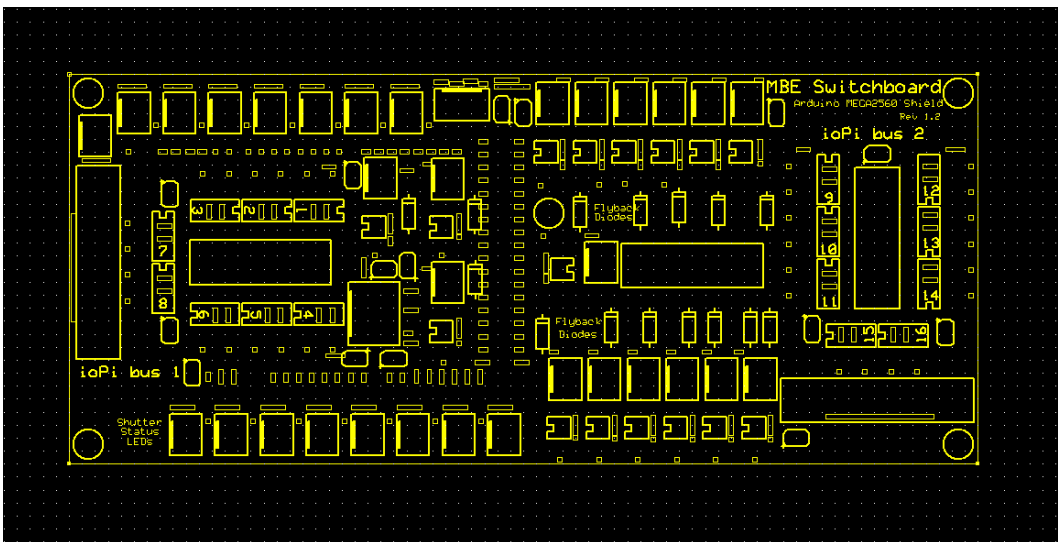 MBE Switchboard
Arduino MEGA2560 Shield
Rev 1.2
ioPi bus 2
9
12
3
2
1
Flyback
Diodes
7
10
13
8
11
14
6
5
4
Flyback
Diodes
15
16
ioPi bus 1
Shutter
Status
LEDs